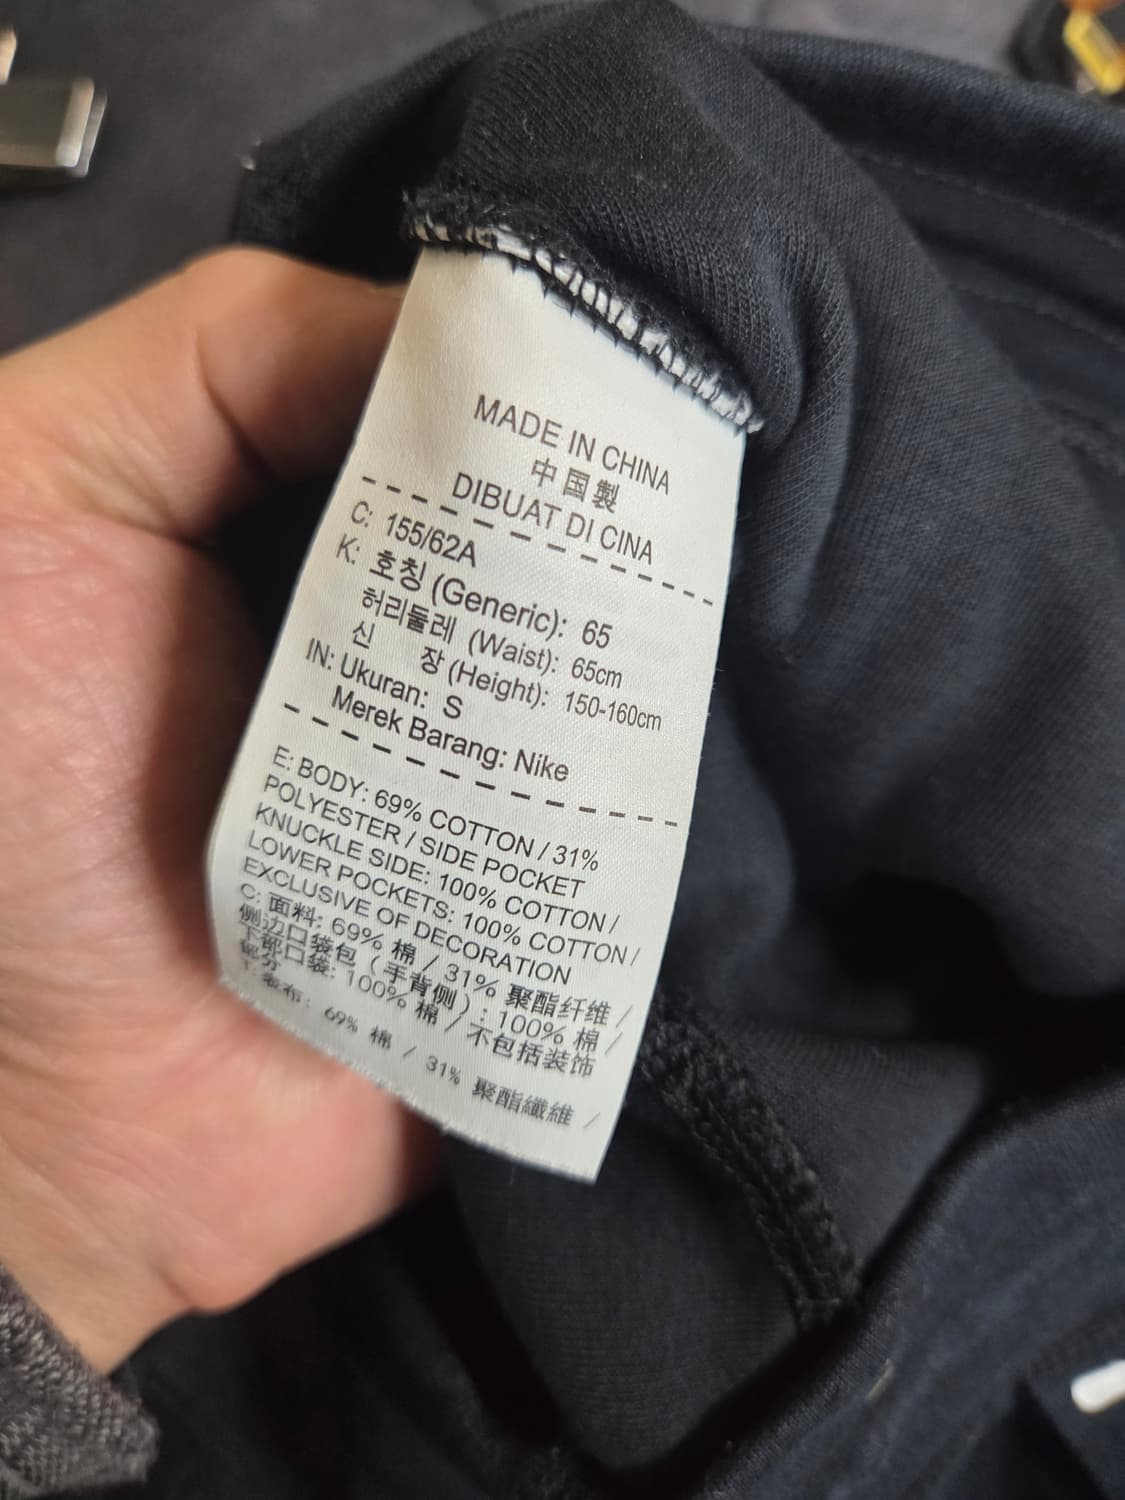 MADE IN CHINA
中国製
DIBUAT DI CINA
C: 155/62A
K: 호칭 (Generic): 65
허리둘레 (Waist): 65cm
신 장 (Height): 150-160cm
IN: Ukuran: S
Merek Barang: Nike
E: BODY: 69% COTTON / 31%
POLYESTER / SIDE POCKET
KNUCKLE SIDE: 100% COTTON /
LOWER POCKETS: 100% COTTON /
EXCLUSIVE OF DECORATION
C: 面料: 69% 棉 / 31% 聚酯纤维 /
侧边口袋包（手背侧）: 100% 棉 /
下部口袋: 100% 棉 / 不包括装饰
部分
T: 表布: 69% 棉 / 31% 聚酯纖維 /